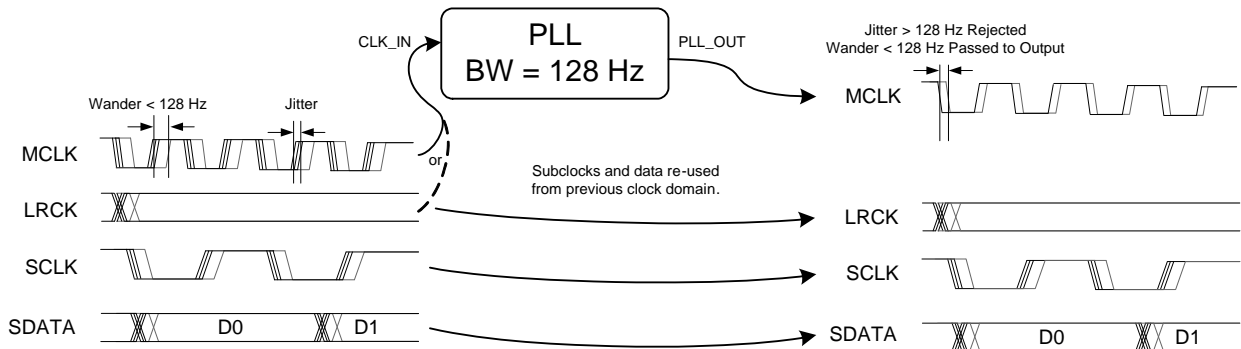 PLL
BW = 128 Hz
CLK_IN
PLL_OUT
Jitter > 128 Hz Rejected
Wander < 128 Hz Passed to Output
Wander < 128 Hz
Jitter
MCLK
or
MCLK
Subclocks and data re-used
from previous clock domain.
LRCK
LRCK
SCLK
SCLK
SDATA
D0
D1
SDATA
D0
D1